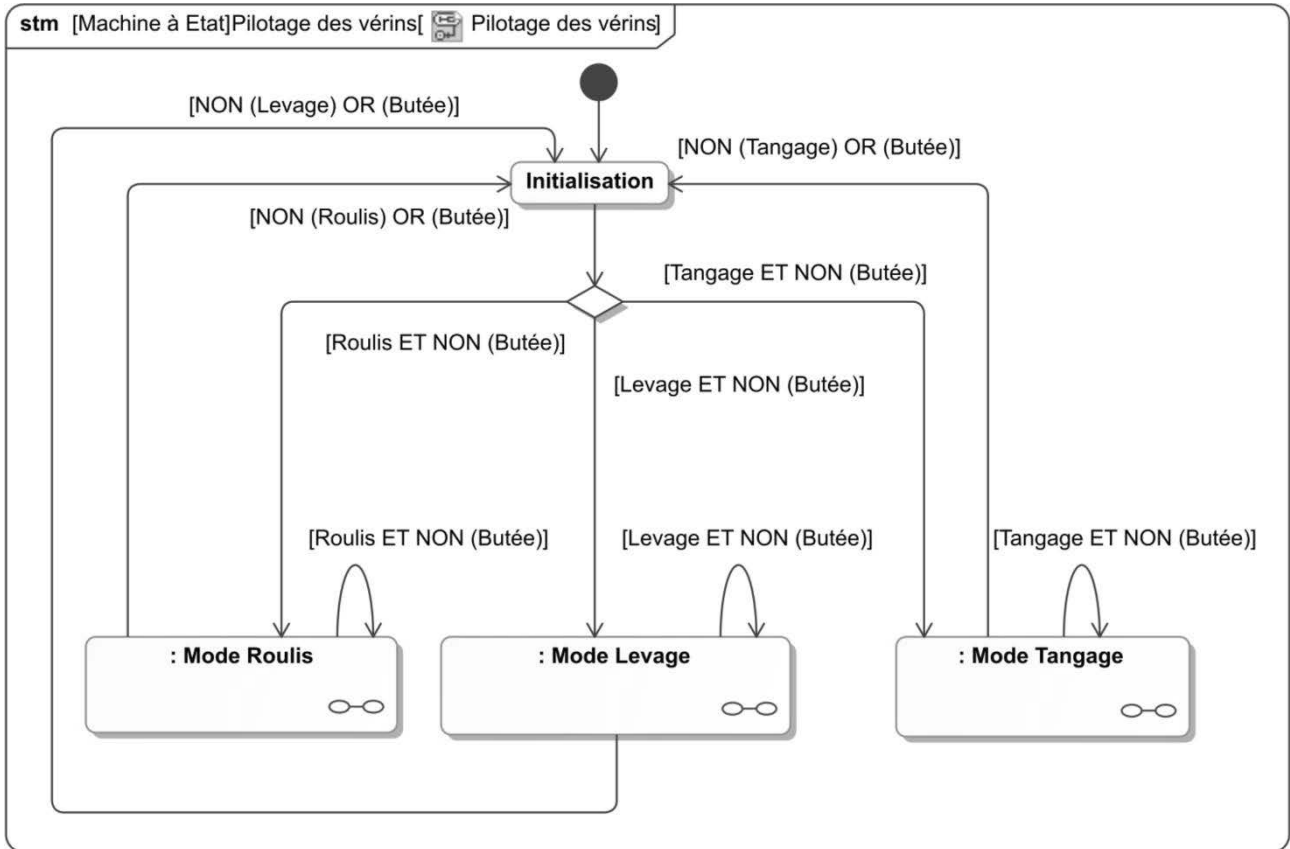 stm [Machine à Etat]Pilotage des vérins[ Pilotage des vérins]
[NON (Levage) OR (Butée)]
[NON (Tangage) OR (Butée)]
Initialisation
[NON (Roulis) OR (Butée)]
[Tangage ET NON (Butée)]
[Roulis ET NON (Butée)]
[Levage ET NON (Butée)]
[Roulis ET NON (Butée)]
[Levage ET NON (Butée)]
[Tangage ET NON (Butée)]
: Mode Roulis
: Mode Levage
: Mode Tangage